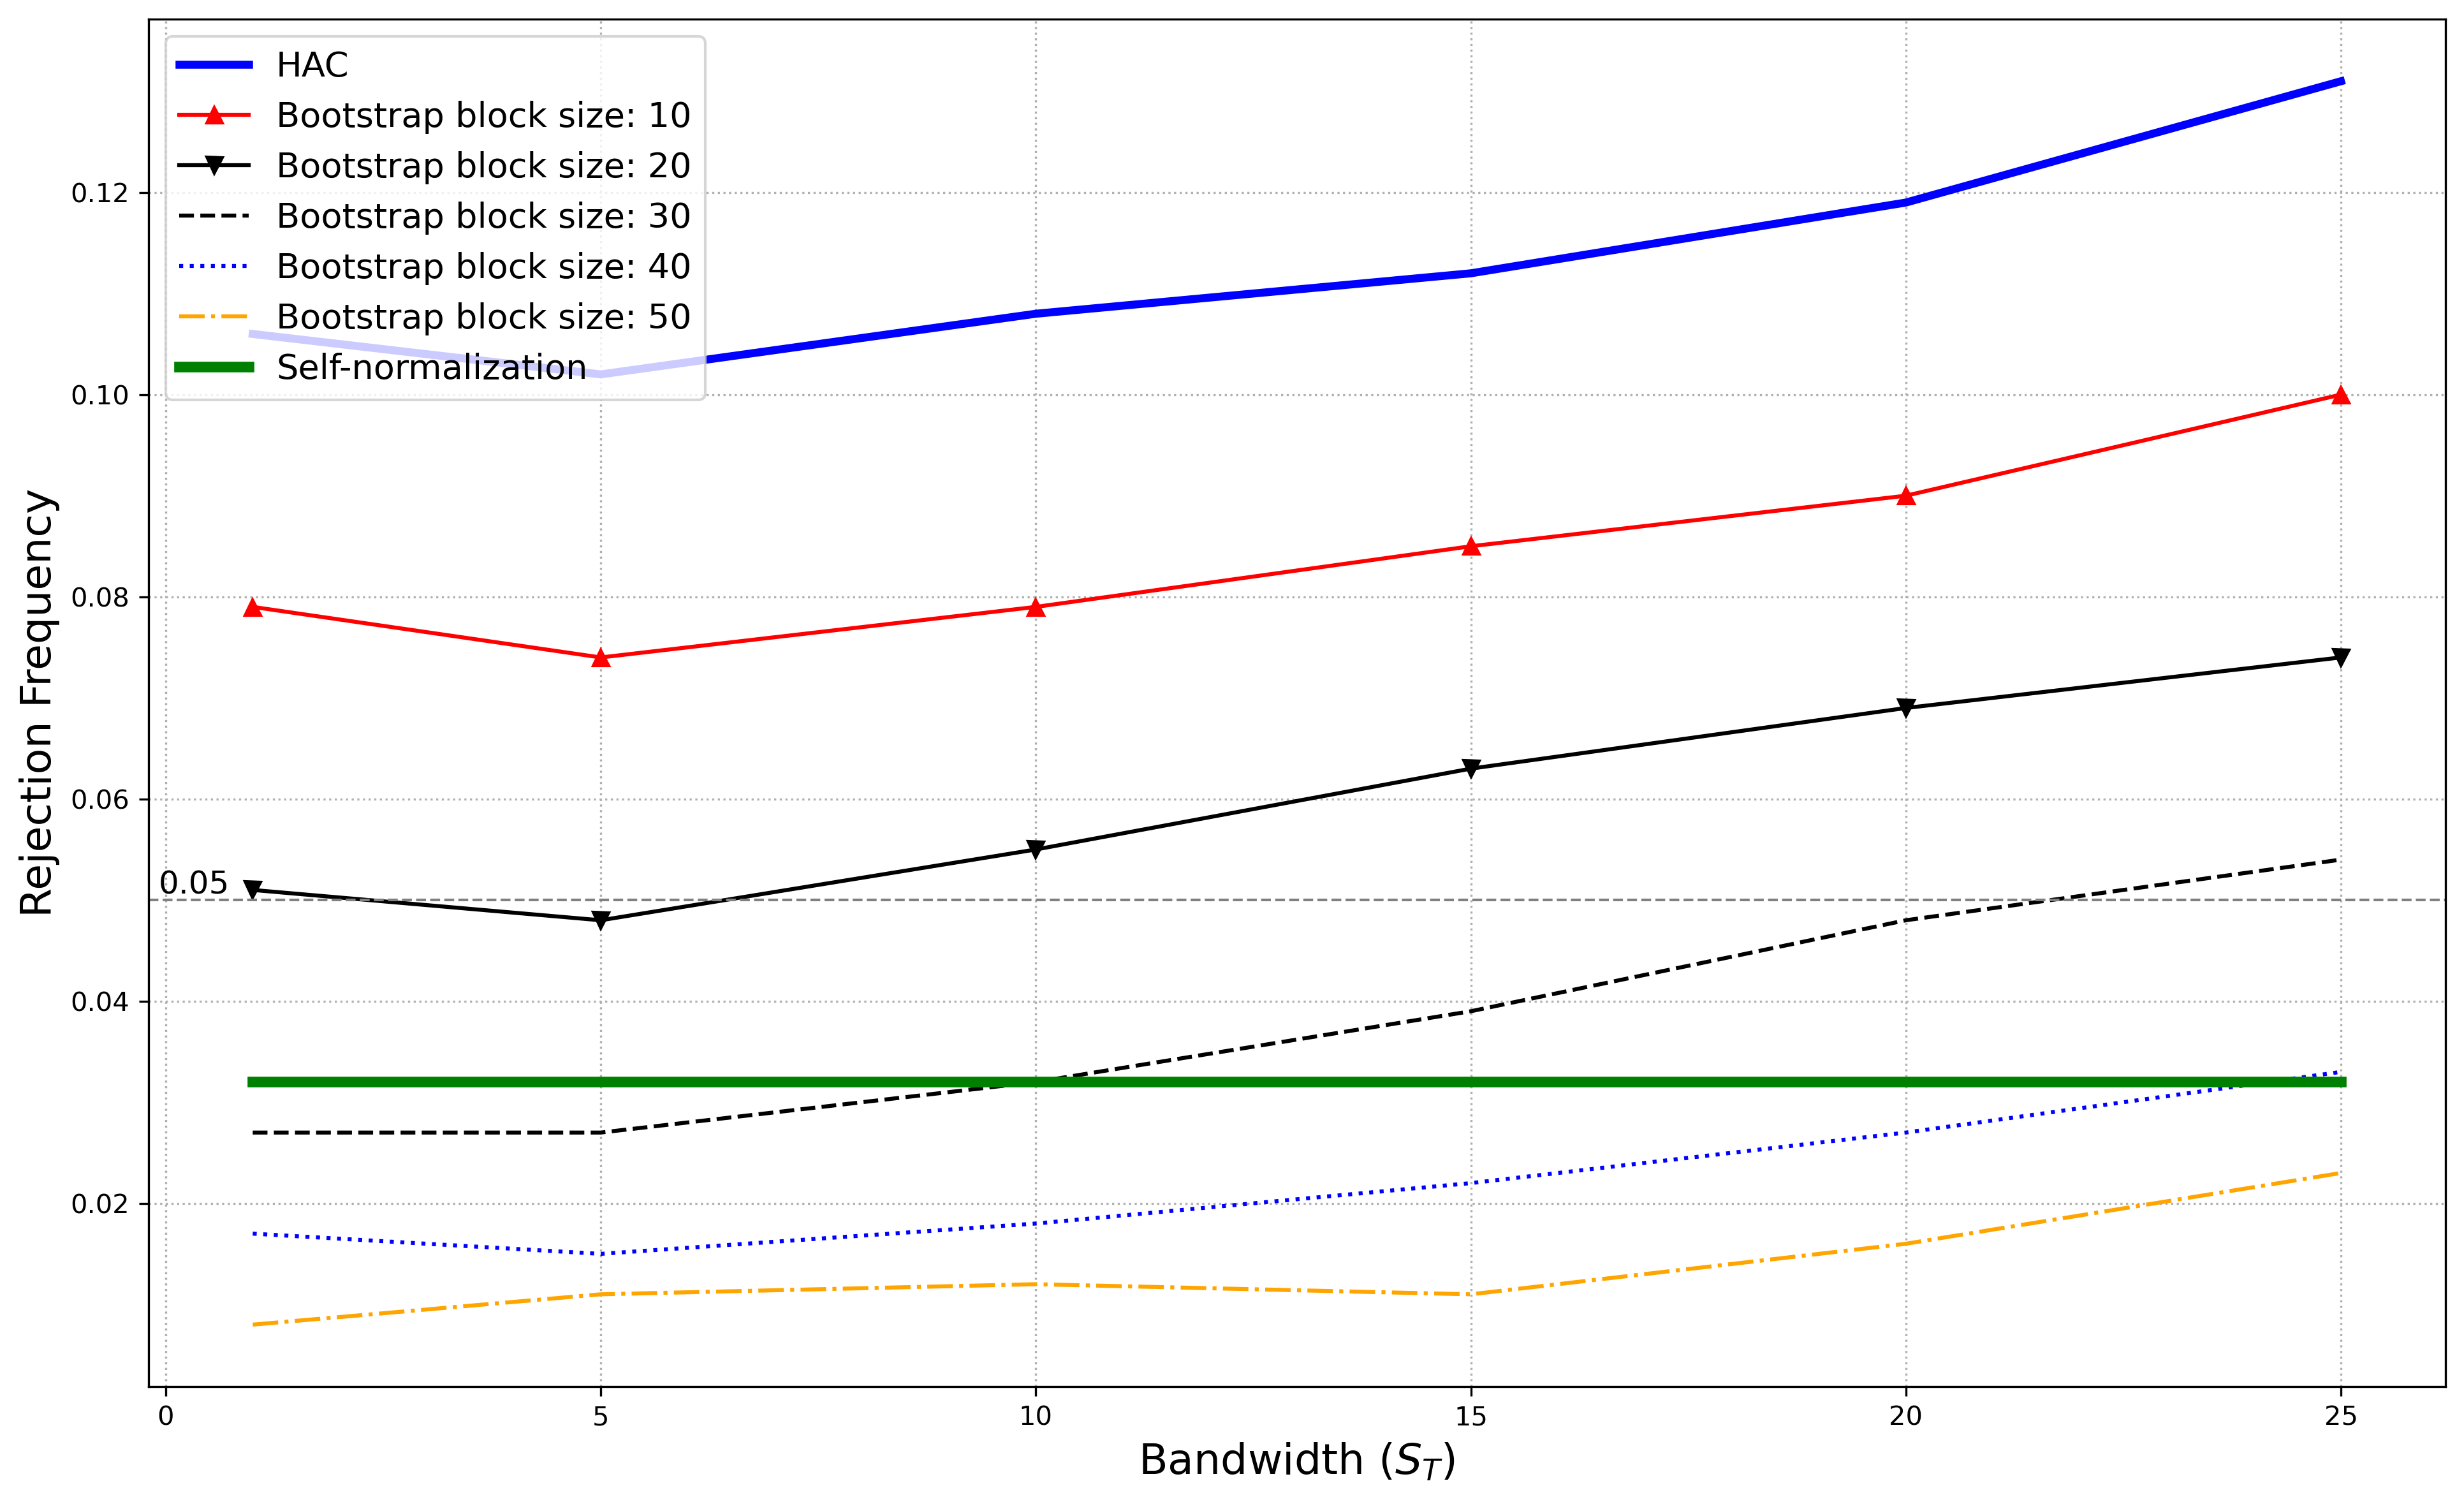 HAC
Bootstrap block size: 10
Bootstrap block size: 20
Bootstrap block size: 30
Bootstrap block size: 40
Bootstrap block size: 50
Self-normalization
Rejection Frequency
0.12
0.10
0.08
0.06
0.05
0.04
0.02
0 5 10 15 20 25
Bandwidth (S_T)